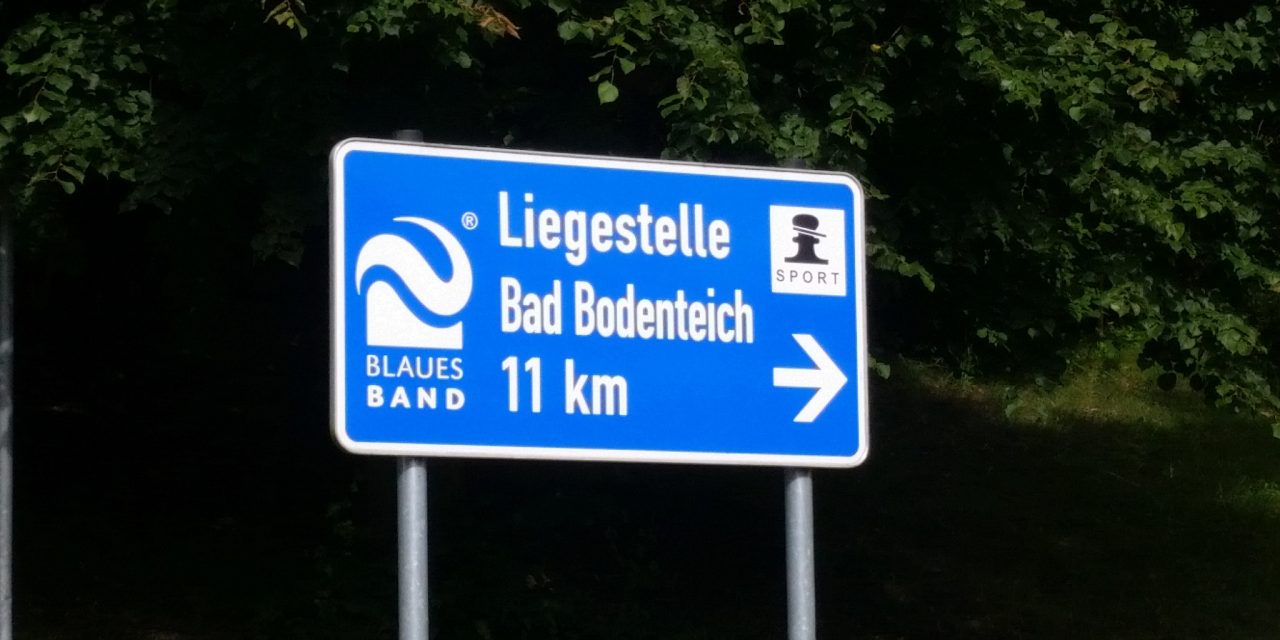 ®
Liegestelle
Bad Bodenteich
11 km
BLAUES
BAND
SPORT